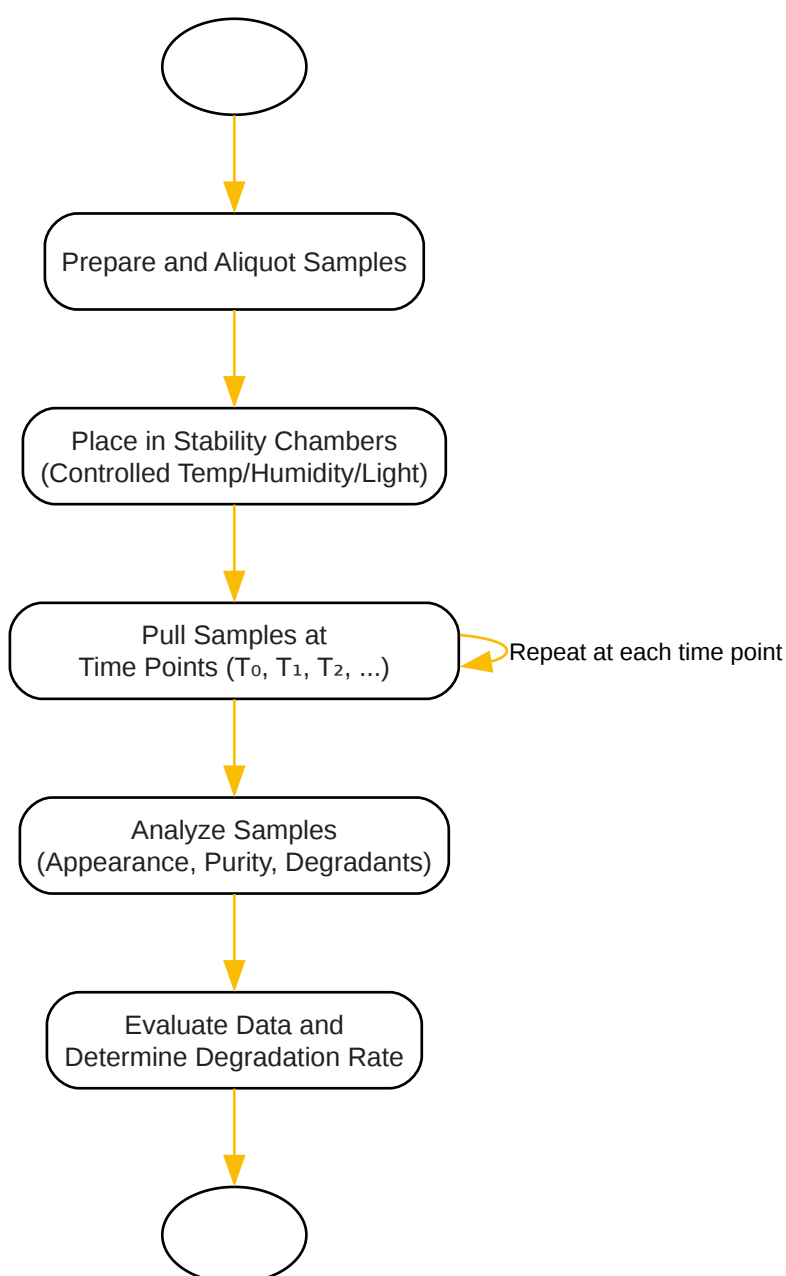 Prepare and Aliquot Samples
Place in Stability Chambers
(Controlled Temp/Humidity/Light)
Pull Samples at
Time Points (T₀, T₁, T₂, ...)
Repeat at each time point
Analyze Samples
(Appearance, Purity, Degradants)
Evaluate Data and
Determine Degradation Rate